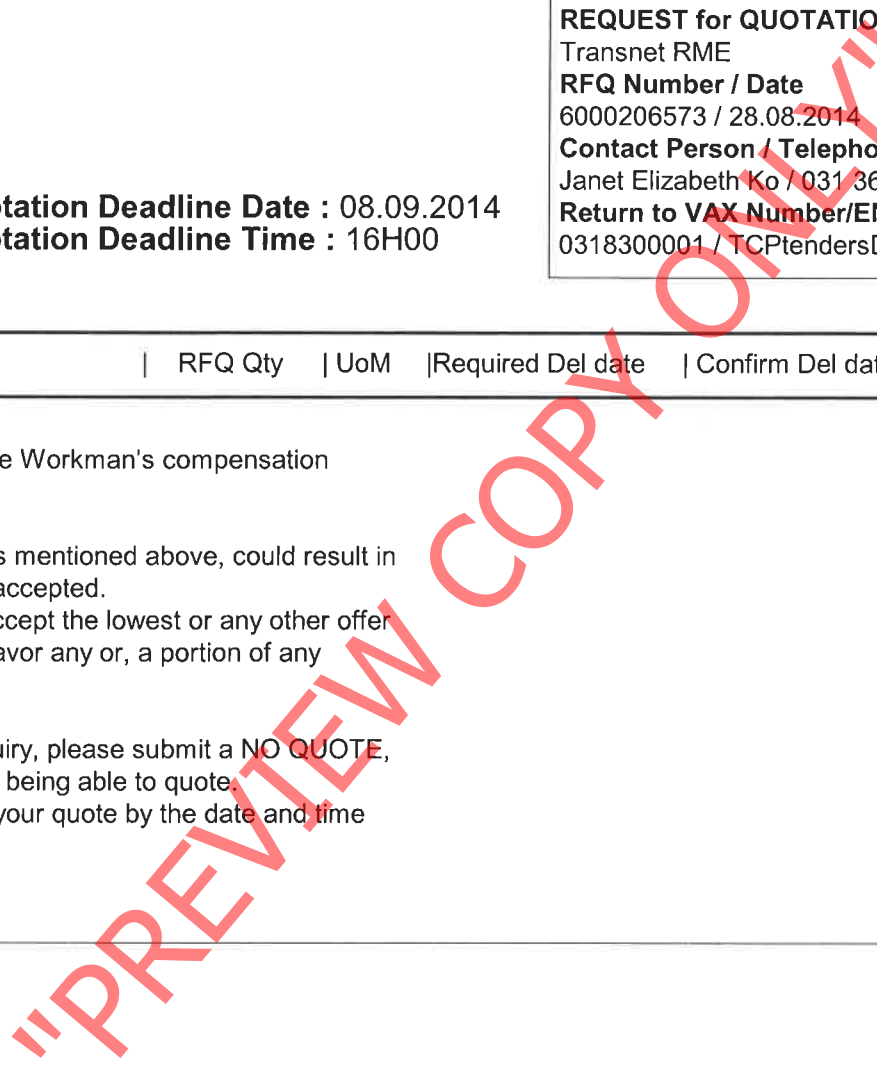 REQUEST for QUOTATIO
Transnet RME
RFQ Number / Date
6000206573 / 28.08.2014
Contact Person / Telepho
Janet Elizabeth Ko / 031 36
Return to VAX Number/EM
0318300001 / TCPtendersD
tation Deadline Date : 08.09.2014
tation Deadline Time : 16H00
| RFQ Qty | UoM |Required Del date | Confirm Del dat
e Workman's compensation
s mentioned above, could result in
accepted.
ccept the lowest or any other offer
avor any or, a portion of any
uiry, please submit a NO QUOTE,
being able to quote.
your quote by the date and time
"PREVIEW COPY ONLY"